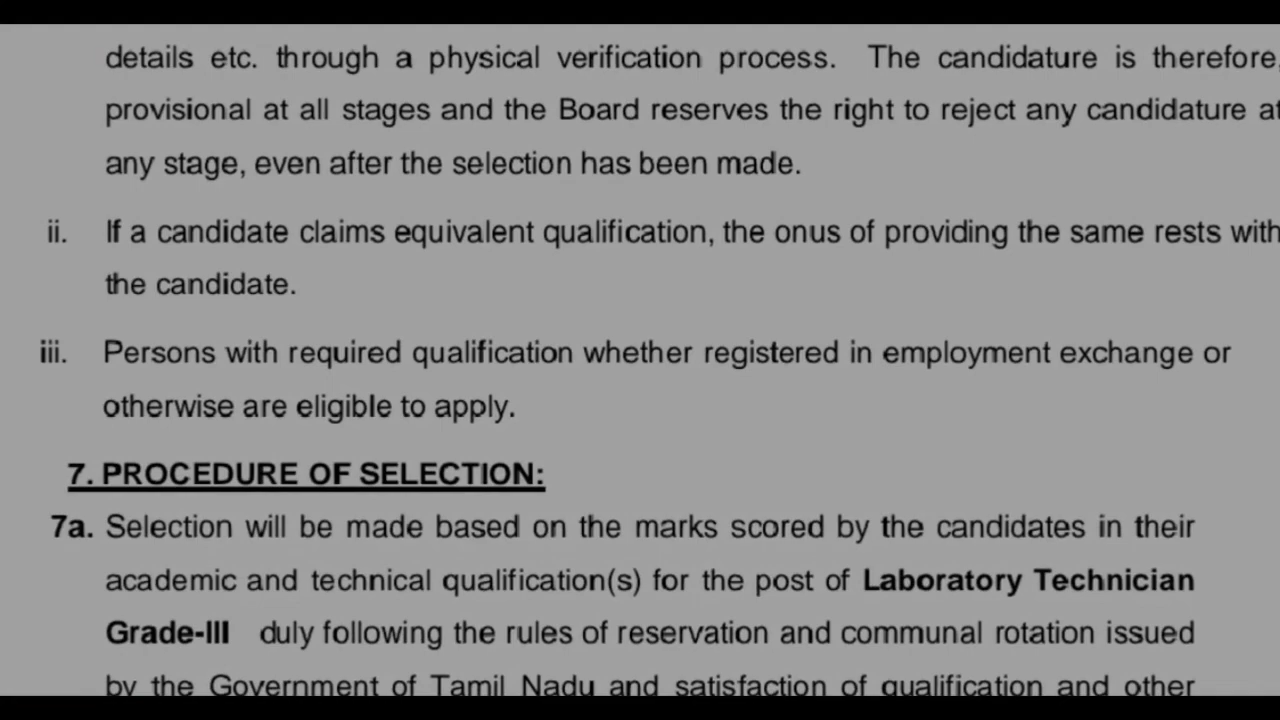 details etc. through a physical verification process. The candidature is therefore,
provisional at all stages and the Board reserves the right to reject any candidature at
any stage, even after the selection has been made.
ii. If a candidate claims equivalent qualification, the onus of providing the same rests with
the candidate.
iii. Persons with required qualification whether registered in employment exchange or
otherwise are eligible to apply.
7. PROCEDURE OF SELECTION:
7a. Selection will be made based on the marks scored by the candidates in their
academic and technical qualification(s) for the post of Laboratory Technician
Grade-III duly following the rules of reservation and communal rotation issued
by the Government of Tamil Nadu and satisfaction of qualification and other